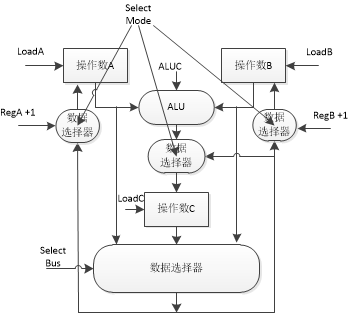 Select
Mode
LoadA
操作数A
ALUC
操作数B
LoadB
RegA +1
数据
选择器
ALU
数据
选择器
RegB +1
数据
选择器
LoadC
操作数C
Select
Bus
数据选择器